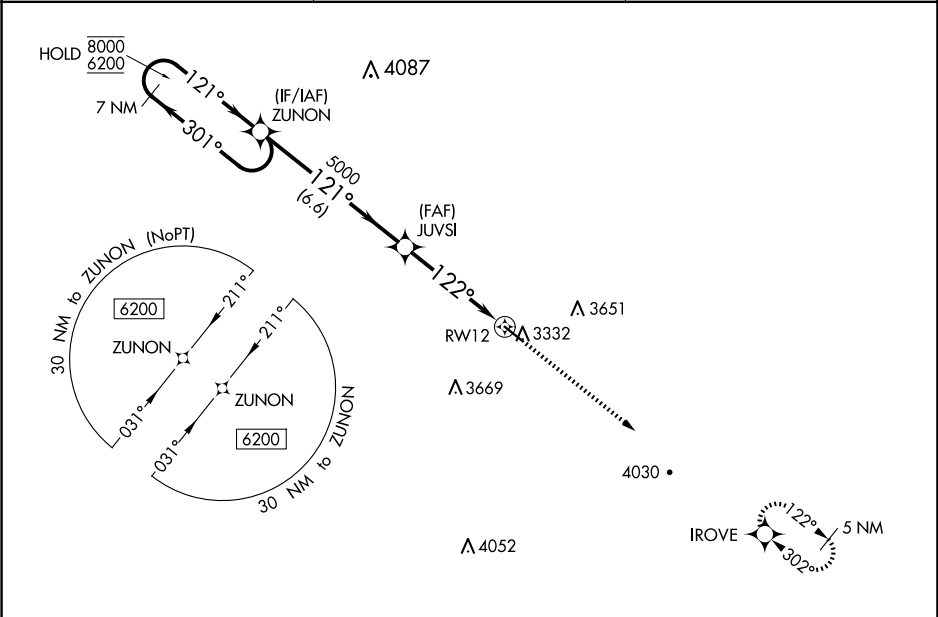 HOLD 8000
6200
4087
121°
(IF/IAF)
ZUNON
7 NM
301°
5000
121°
(6.6)
(FAF)
JUVSI
30 NM to ZUNON (NoPT)
211°
6200
ZUNON
031°
122°
3651
RW12
3332
211°
ZUNON
6200
031°
30 NM to ZUNON
3669
4030
122°
5 NM
IROVE
302°
4052